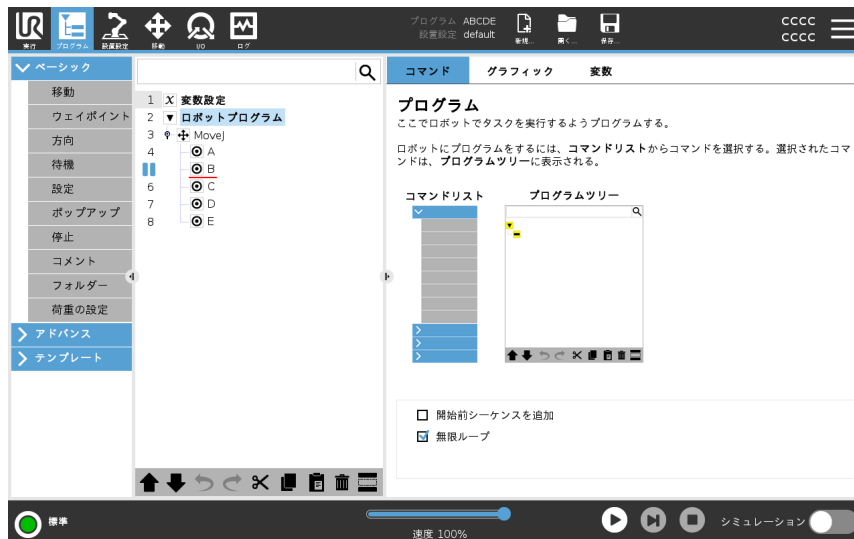 UR
実行
プログラム
設置設定
移動
I/O
ログ
プログラム ABCDE
設置設定 default
新規...
開く...
保存...
CCCC
CCCC
ベーシック
移動
ウェイポイント
方向
待機
設定
ポップアップ
停止
コメント
フォルダー
荷重の設定
アドバンス
テンプレート
1 X 変数設定
2 ロボットプログラム
3 MoveJ
4 A
B
6 C
7 D
8 E
コマンド グラフィック 変数
プログラム
ここでロボットでタスクを実行するようプログラムする。
ロボットにプログラムをするには、コマンドリストからコマンドを選択する。選択されたコマ
ンドは、プログラムツリーに表示される。
コマンドリスト プログラムツリー
開始前シーケンスを追加
無限ループ
標準
速度 100%
シミュレーション